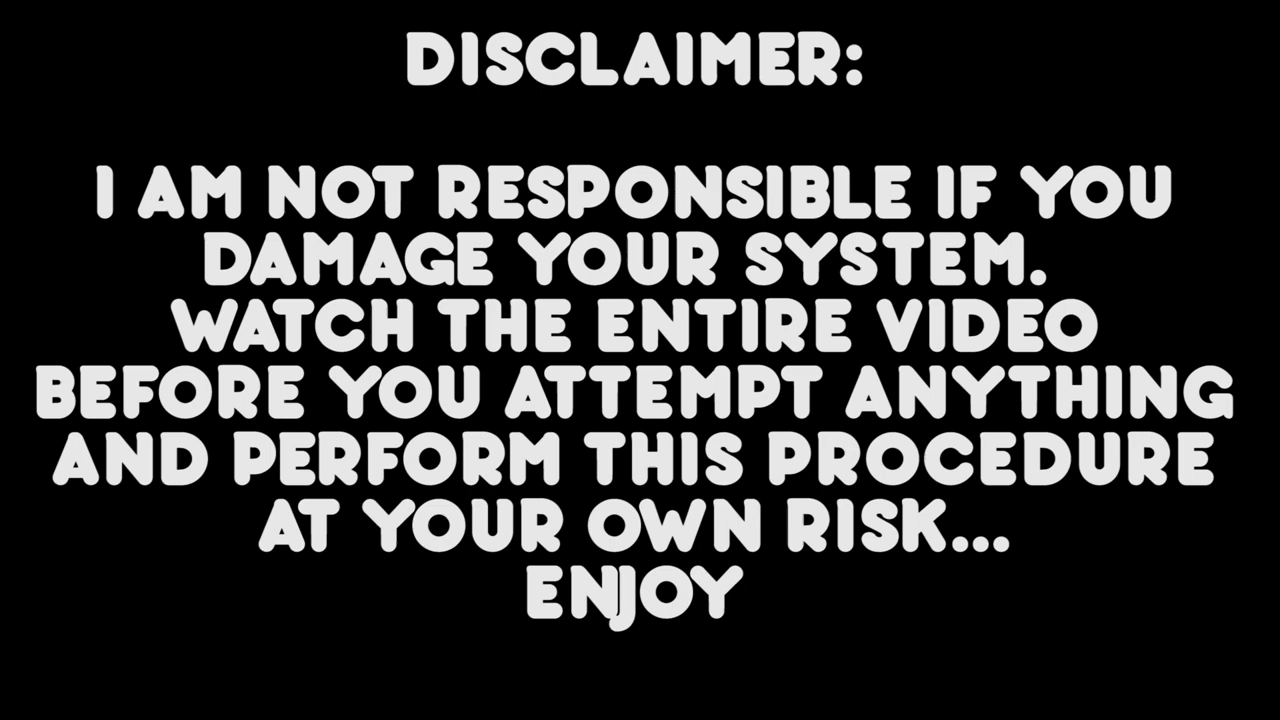 DISCLAIMER:
I AM NOT RESPONSIBLE IF YOU
DAMAGE YOUR SYSTEM.
WATCH THE ENTIRE VIDEO
BEFORE YOU ATTEMPT ANYTHING
AND PERFORM THIS PROCEDURE
AT YOUR OWN RISK...
ENJOY